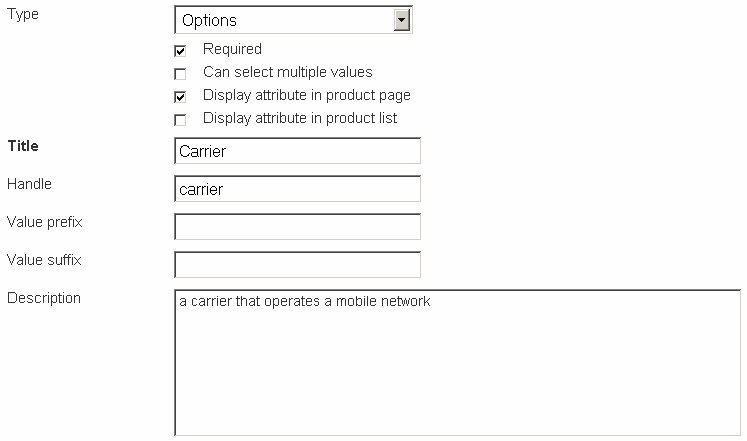 Type Options
Required
Can select multiple values
Display attribute in product page
Display attribute in product list
Title Carrier
Handle carrier
Value prefix
Value suffix
Description a carrier that operates a mobile network